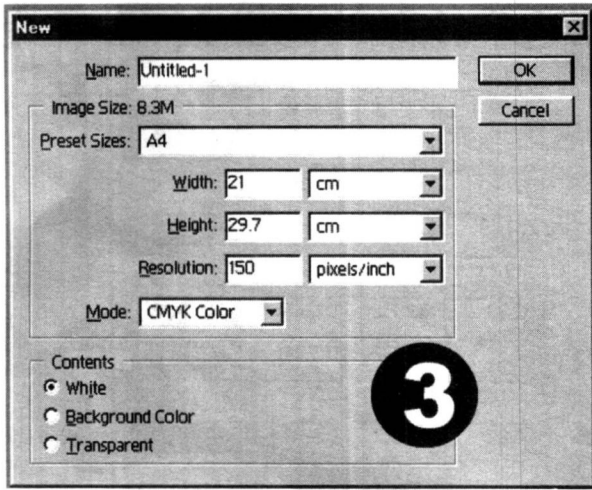 New
Name: Untitled-1
OK
Image Size: 8.3M
Cancel
Preset Sizes: A4
Width: 21 cm
Height: 29.7 cm
Resolution: 150 pixels/inch
Mode: CMYK Color
Contents
White
Background Color
Transparent
3